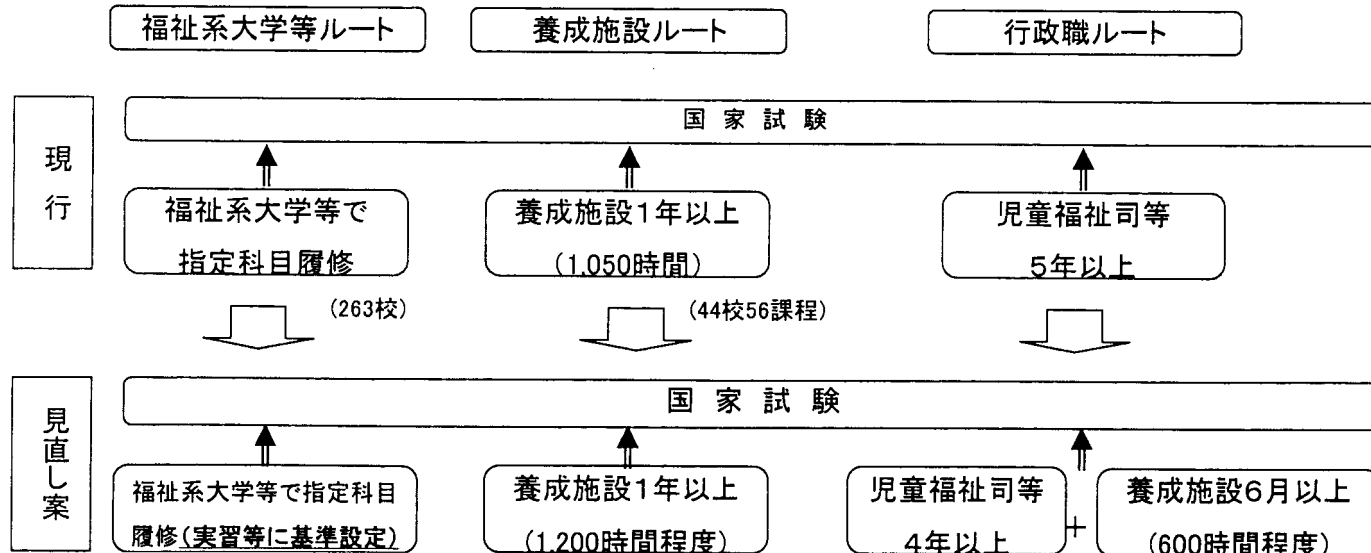 福祉系大学等ルート
養成施設ルート
行政職ルート
現行
国家試験
福祉系大学等で
指定科目履修
(263校)
養成施設1年以上
(1,050時間)
(44校56課程)
児童福祉司等
5年以上
見直し案
国家試験
福祉系大学等で指定科目
履修(実習等に基準設定)
養成施設1年以上
(1,200時間程度)
児童福祉司等
4年以上
+
養成施設6月以上
(600時間程度)